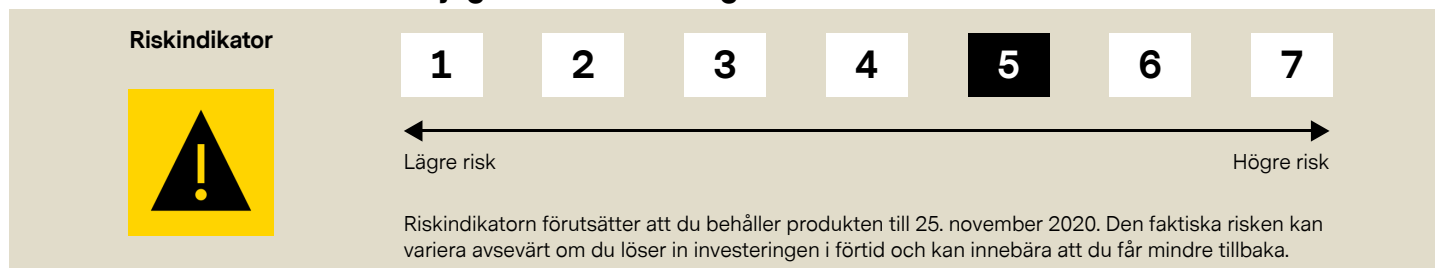 Riskindikator
1 2 3 4 5 6 7
Lägre risk Högre risk
Riskindikatorn förutsätter att du behåller produkten till 25. november 2020. Den faktiska risken kan
variera avsevärt om du löser in investeringen i förtid och kan innebära att du får mindre tillbaka.